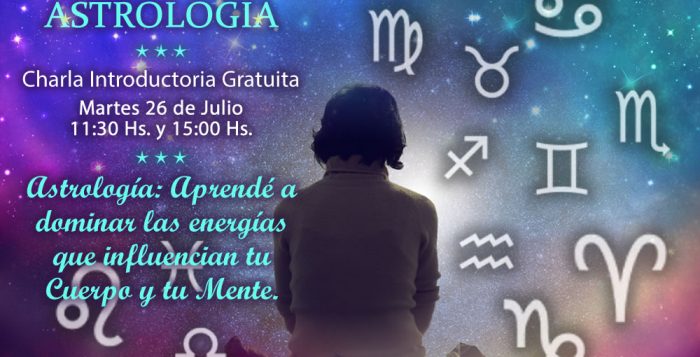 ASTROLOGIA
Charla Introductoria Gratuita
Martes 26 de Julio
11:30 Hs. y 15:00 Hs.
Astrología: Aprendé a
dominar las energías
que influencian tu
Cuerpo y tu Mente.